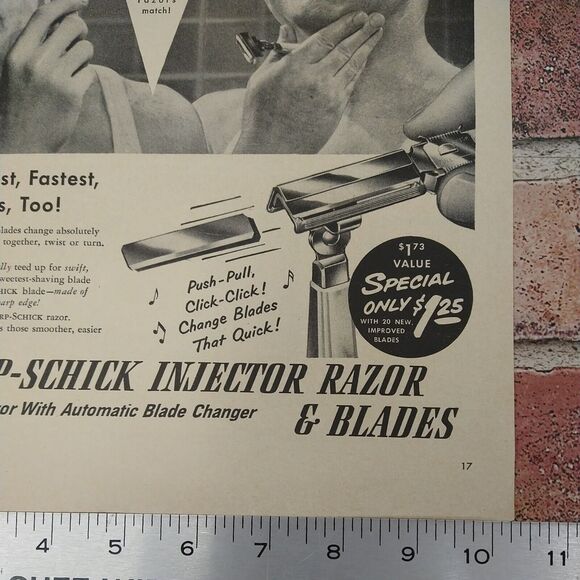 razors
match!
st, Fastest,
s, Too!
blades change absolutely
together, twist or turn.
lly teed up for swift,
weetest-shaving blade
HICK blade—made of
arp edge!
RP-SCHICK razor.
s those smoother, easier
Push-Pull,
Click-Click!
Change Blades
That Quick!
$1.73
VALUE
SPECIAL
ONLY $1.25
WITH 20 NEW,
IMPROVED
BLADES
P-SCHICK INJECTOR RAZOR
or With Automatic Blade Changer
& BLADES
17
4 5 6 7 8 9 10 11